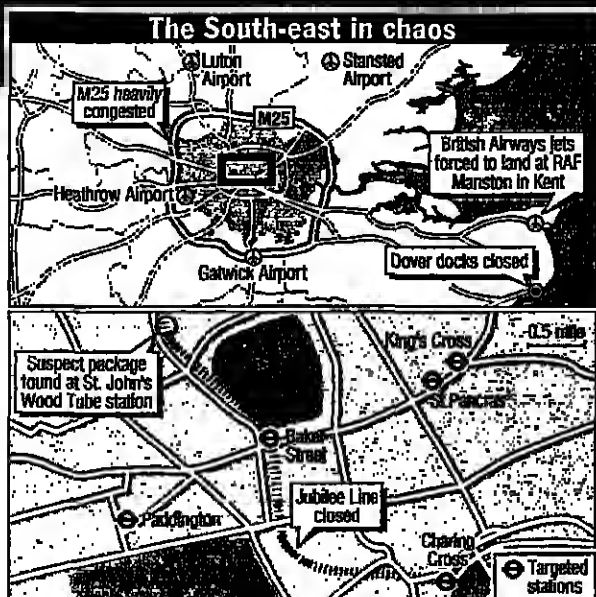 The South-east in chaos
Luton
Airport
Stansted
Airport
M25 heavily
congested
M25
British Airways jets
forced to land at RAF
Manston in Kent
Heathrow Airport
Gatwick Airport
Dover docks closed
Suspect package
found at St. John's
Wood Tube station
King's Cross
0.5 mile
St Pancras
Baker
Street
Jubilee Line
closed
Paddington
Charing
Cross
Targeted
stations